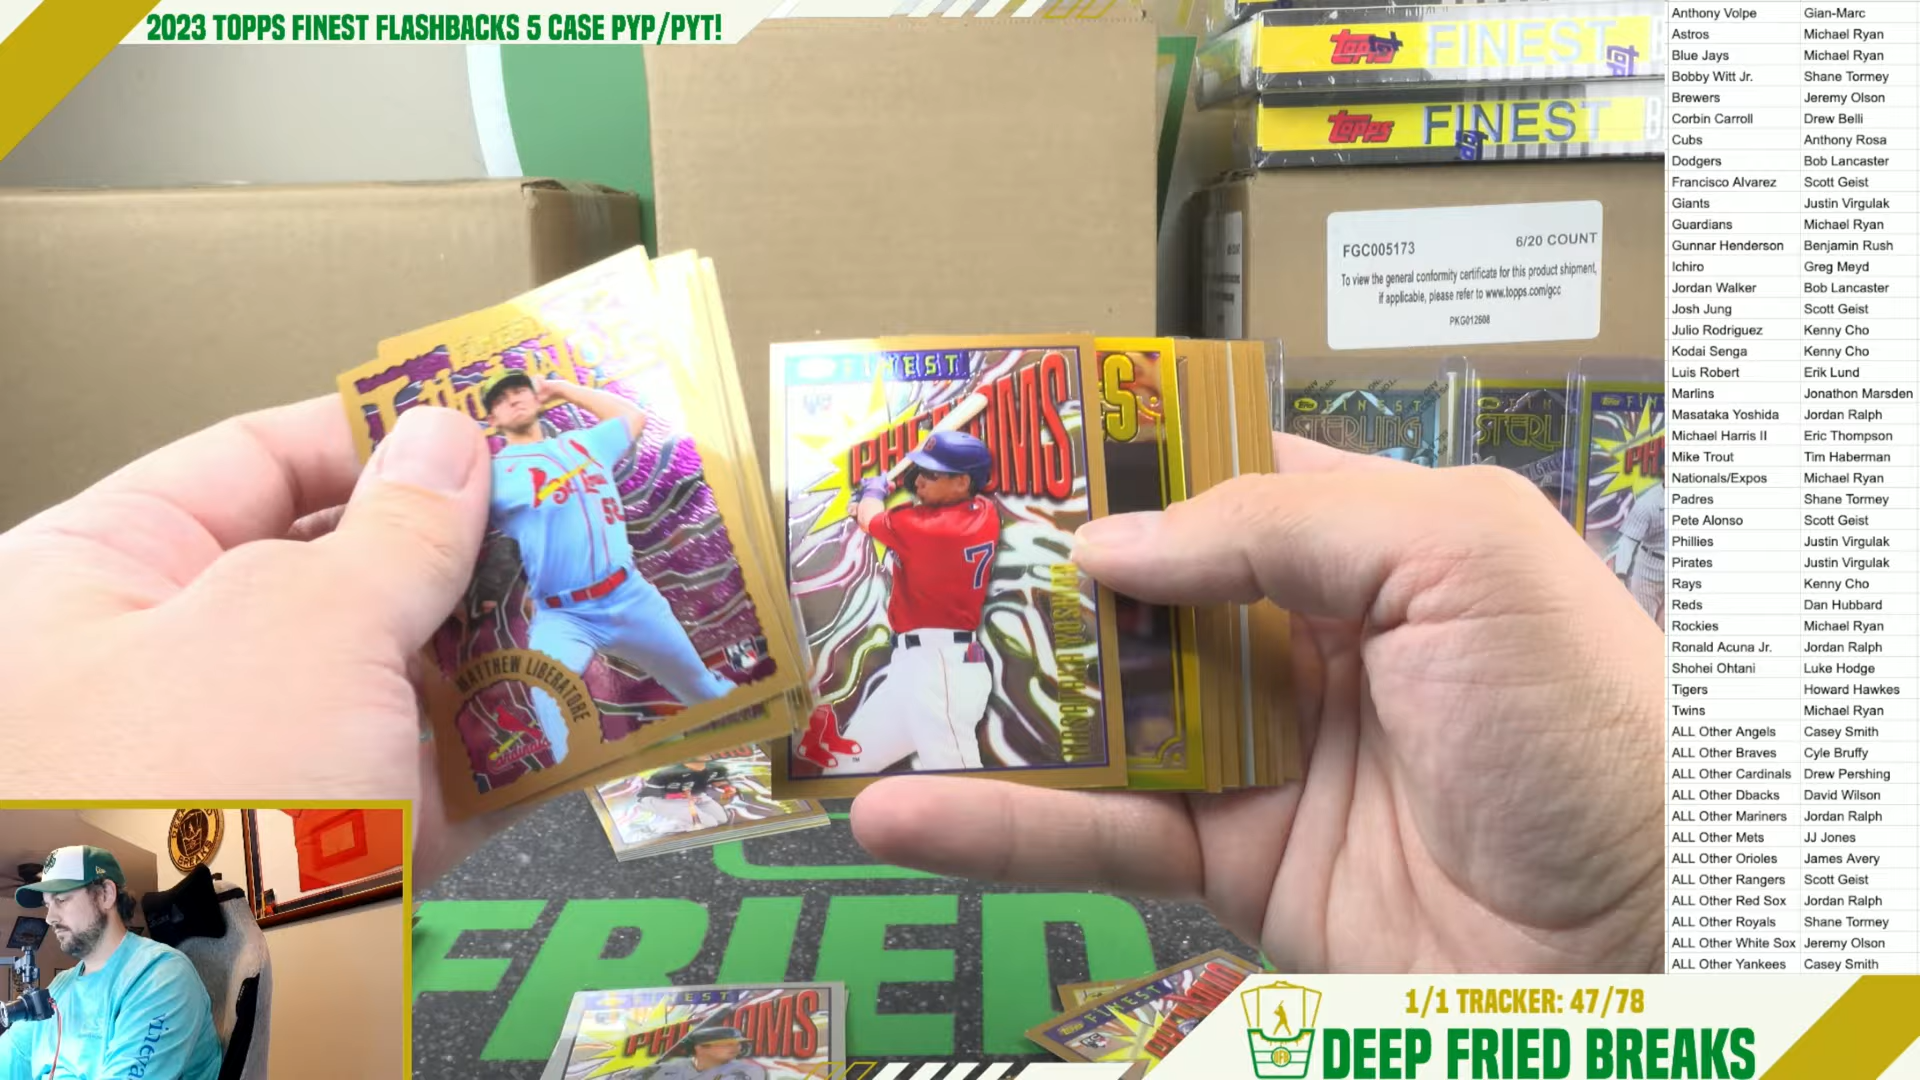 2023 TOPPS FINEST FLASHBACKS 5 CASE PYP/PYT!
topps FINEST
topps FINEST
FGC005173 6/20 COUNT
To view the general conformity certificate for this product shipment,
if applicable, please refer to www.topps.com/gcc
PKG012608
FINEST
STERLING
FINEST
PHENOMS
7
MATTHEW LIBERATORE
Cardinals
FRIED
FINEST
Anthony Volpe Gian-Marc
Astros Michael Ryan
Blue Jays Michael Ryan
Bobby Witt Jr. Shane Tormey
Brewers Jeremy Olson
Corbin Carroll Drew Belli
Cubs Anthony Rosa
Dodgers Bob Lancaster
Francisco Alvarez Scott Geist
Giants Justin Virgulak
Guardians Michael Ryan
Gunnar Henderson Benjamin Rush
Ichiro Greg Meyd
Jordan Walker Bob Lancaster
Josh Jung Scott Geist
Julio Rodriguez Kenny Cho
Kodai Senga Kenny Cho
Luis Robert Erik Lund
Marlins Jonathon Marsden
Masataka Yoshida Jordan Ralph
Michael Harris II Eric Thompson
Mike Trout Tim Haberman
Nationals/Expos Michael Ryan
Padres Shane Tormey
Pete Alonso Scott Geist
Phillies Justin Virgulak
Pirates Justin Virgulak
Rays Kenny Cho
Reds Dan Hubbard
Rockies Michael Ryan
Ronald Acuna Jr. Jordan Ralph
Shohei Ohtani Luke Hodge
Tigers Howard Hawkes
Twins Michael Ryan
ALL Other Angels Casey Smith
ALL Other Braves Cyle Bruffy
ALL Other Cardinals Drew Pershing
ALL Other Dbacks David Wilson
ALL Other Mariners Jordan Ralph
ALL Other Mets JJ Jones
ALL Other Orioles James Avery
ALL Other Rangers Scott Geist
ALL Other Red Sox Jordan Ralph
ALL Other Royals Shane Tormey
ALL Other White Sox Jeremy Olson
ALL Other Yankees Casey Smith
1/1 TRACKER: 47/78
DEEP FRIED BREAKS